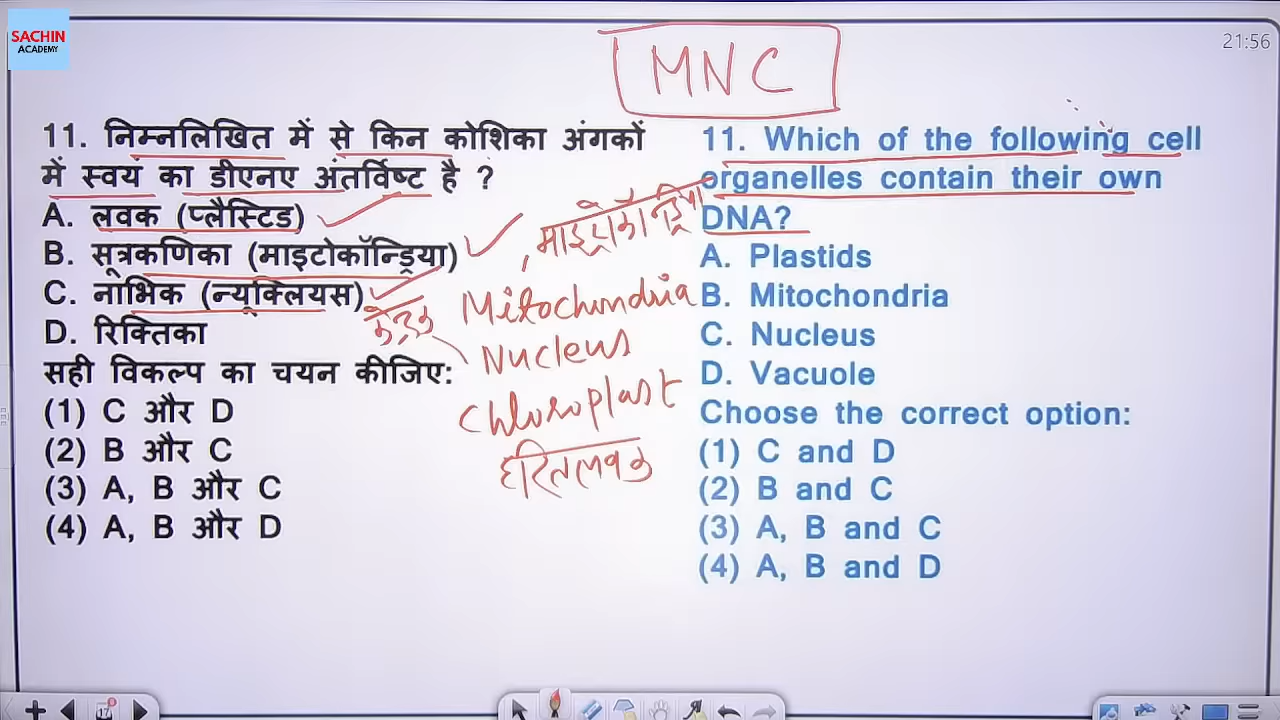 SACHIN
ACADEMY
21:56
MNC
11. निम्नलिखित में से किन कोशिका अंगकों
में स्वयं का डीएनए अंतर्विष्ट है ?
A. लवक (प्लैस्टिड)
B. सूत्रकणिका (माइटोकॉन्ड्रिया)
C. नाभिक (न्यूक्लियस)
D. रिक्तिका
सही विकल्प का चयन कीजिए:
(1) C और D
(2) B और C
(3) A, B और C
(4) A, B और D
माइटोकॉन्ड्रिया
Mitochondria
केंद्रक
Nucleus
Chloroplast
हरितलवक
11. Which of the following cell
organelles contain their own
DNA?
A. Plastids
B. Mitochondria
C. Nucleus
D. Vacuole
Choose the correct option:
(1) C and D
(2) B and C
(3) A, B and C
(4) A, B and D
17